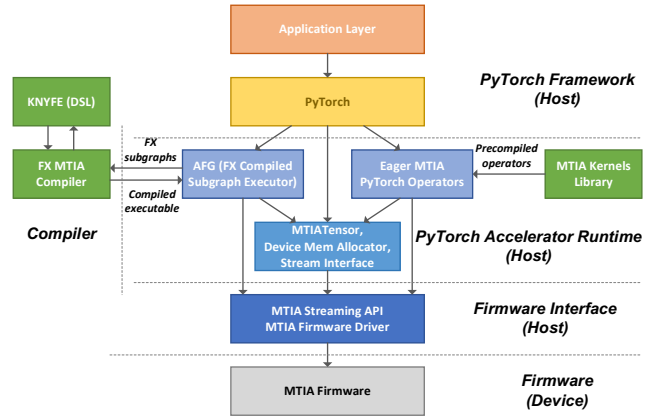 Application Layer
PyTorch Framework
(Host)
KNYFE (DSL)
PyTorch
FX
subgraphs
Precompiled
operators
FX MTIA
Compiler
AFG (FX Compiled
Subgraph Executor)
Eager MTIA
PyTorch Operators
MTIA Kernels
Library
Compiled
executable
Compiler
MTIATensor,
Device Mem Allocator,
Stream Interface
PyTorch Accelerator Runtime
(Host)
MTIA Streaming API
MTIA Firmware Driver
Firmware Interface
(Host)
MTIA Firmware
Firmware
(Device)